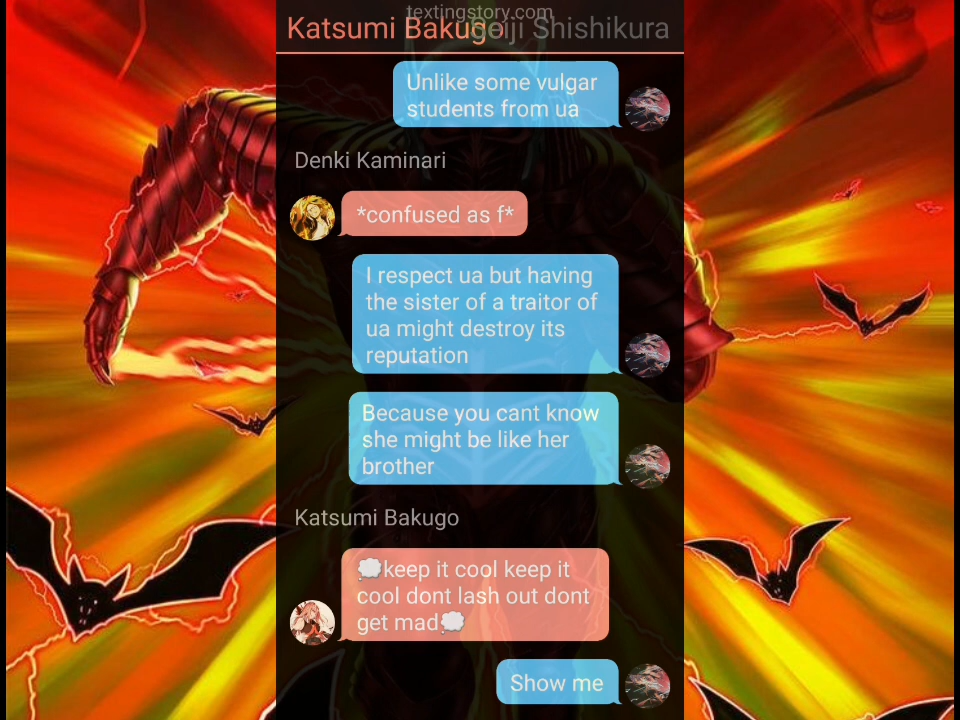 textingstory.com
Katsumi Bakugo Seiji Shishikura
Unlike some vulgar
students from ua
Denki Kaminari
*confused as f*
I respect ua but having
the sister of a traitor of
ua might destroy its
reputation
Because you cant know
she might be like her
brother
Katsumi Bakugo
💭keep it cool keep it
cool dont lash out dont
get mad💭
Show me